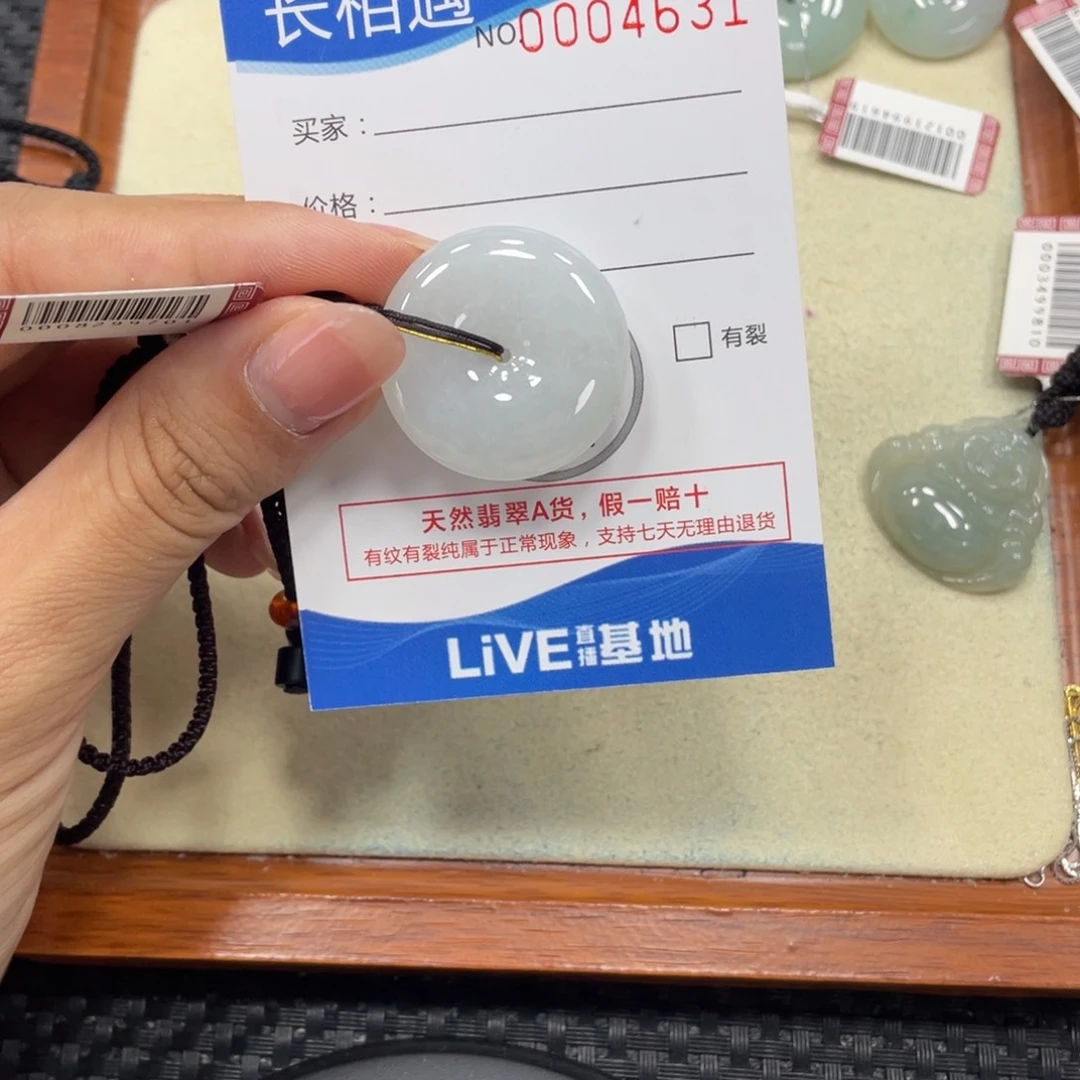 长相遇
NO.0004631
买家：
价格：
有裂
天然翡翠A货，假一赔十
有纹有裂纯属于正常现象，支持七天无理由退货
LiVE直播基地